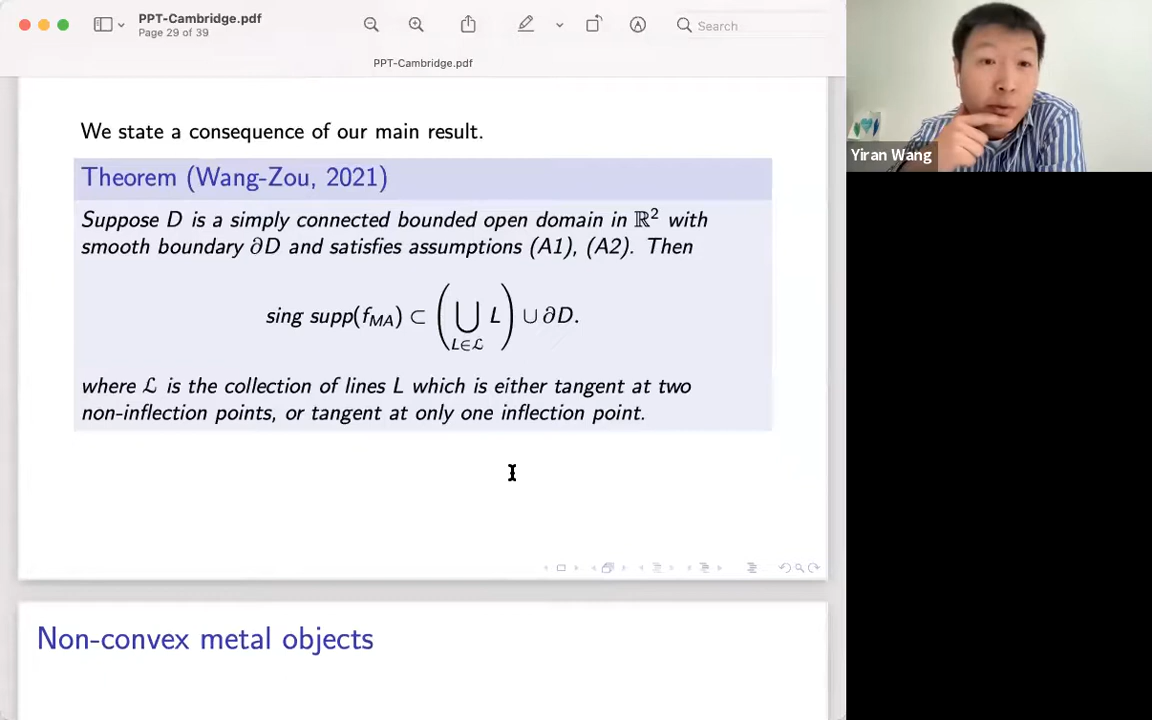 PPT-Cambridge.pdf
Page 29 of 39
Search
PPT-Cambridge.pdf
Yiran Wang
We state a consequence of our main result.
Theorem (Wang-Zou, 2021)
Suppose D is a simply connected bounded open domain in ℝ² with
smooth boundary ∂D and satisfies assumptions (A1), (A2). Then
sing supp(f_MA) ⊂ (⋃_{L∈ℒ} L) ∪ ∂D.
where ℒ is the collection of lines L which is either tangent at two
non-inflection points, or tangent at only one inflection point.
Non-convex metal objects